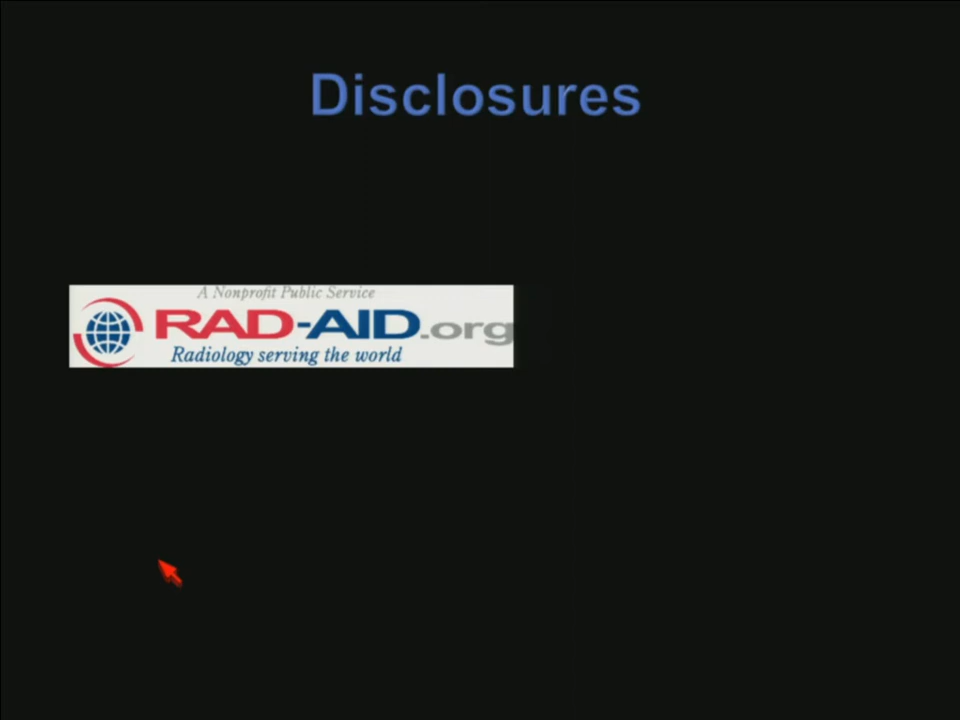 Disclosures
A Nonprofit Public Service
RAD-AID.org
Radiology serving the world